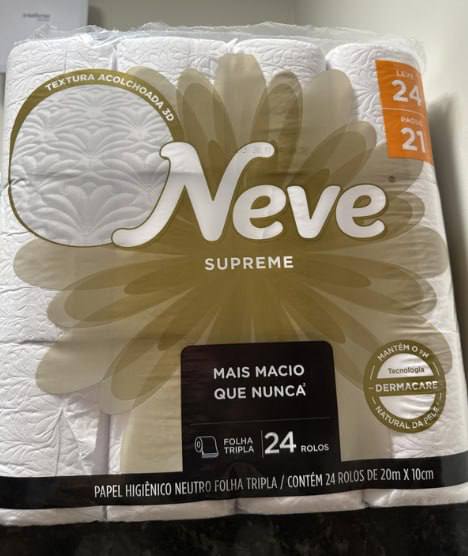 TEXTURA ACOLCHOADA 3D
LEVE
24
PAGUE
21
Neve
SUPREME
MAIS MACIO
QUE NUNCA
FOLHA
TRIPLA
24 ROLOS
MANTÉM O PH
Tecnologia
DERMACARE
NATURAL DA PELE
PAPEL HIGIÊNICO NEUTRO FOLHA TRIPLA / CONTÉM 24 ROLOS DE 20m X 10cm